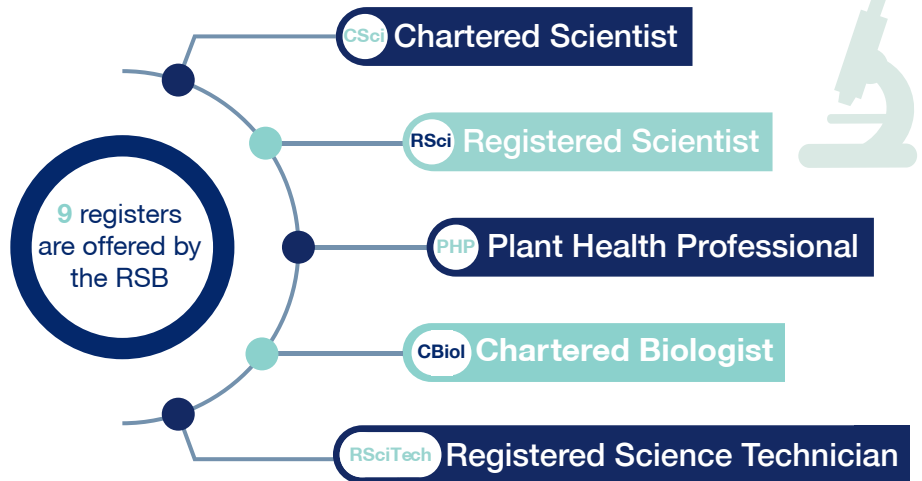 CSci Chartered Scientist
RSci Registered Scientist
9 registers
are offered by
the RSB
PHP Plant Health Professional
CBiol Chartered Biologist
RSciTech Registered Science Technician